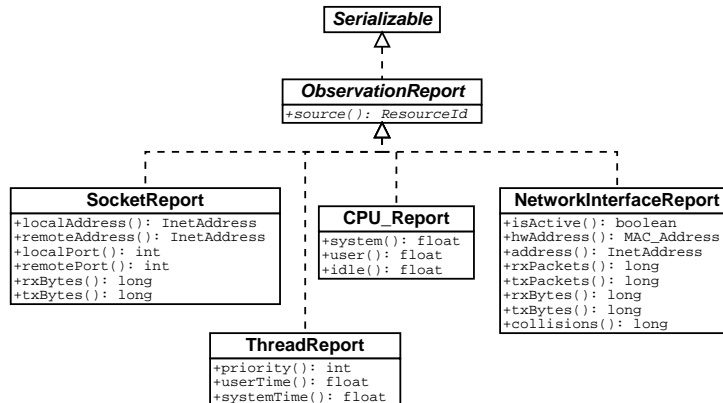 Serializable
ObservationReport
+source(): ResourceId
SocketReport
+localAddress(): InetAddress
+remoteAddress(): InetAddress
+localPort(): int
+remotePort(): int
+rxBytes(): long
+txBytes(): long
CPU_Report
+system(): float
+user(): float
+idle(): float
NetworkInterfaceReport
+isActive(): boolean
+hwAddress(): MAC_Address
+address(): InetAddress
+rxPackets(): long
+txPackets(): long
+rxBytes(): long
+txBytes(): long
+collisions(): long
ThreadReport
+priority(): int
+userTime(): float
+systemTime(): float